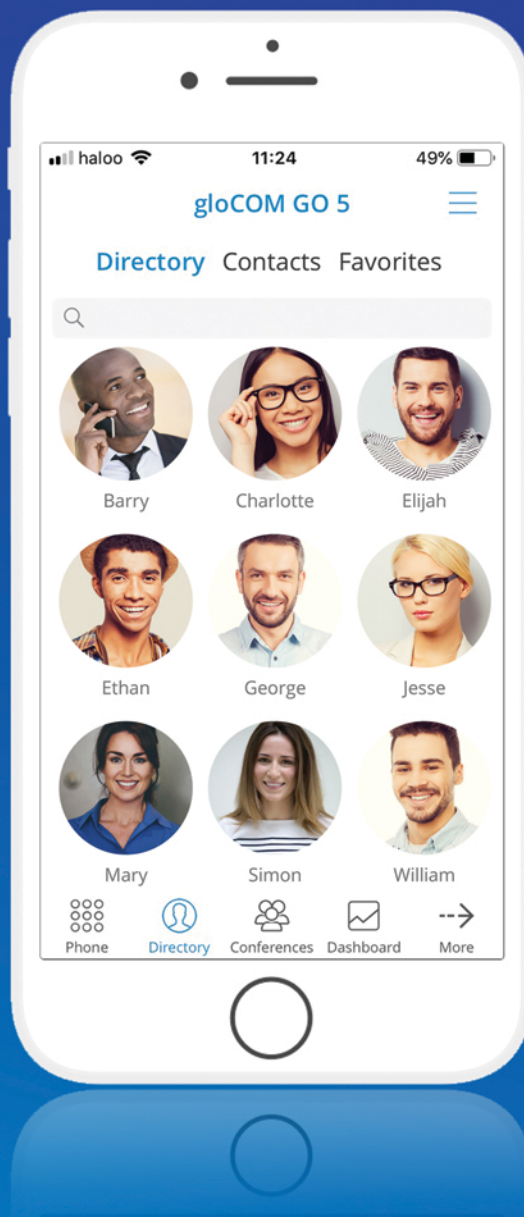 haloo 11:24 49%
gloCOM GO 5
Directory Contacts Favorites
Barry Charlotte Elijah
Ethan George Jesse
Mary Simon William
Phone Directory Conferences Dashboard More